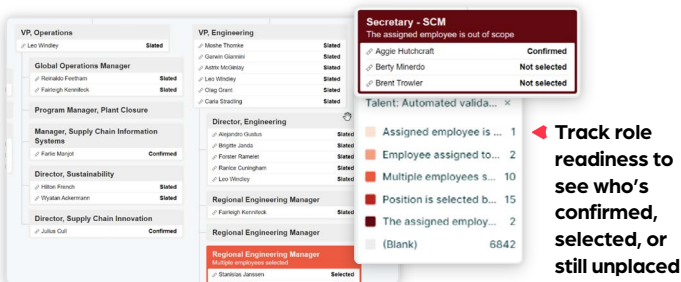 VP, Operations
Leo Windley Slated
Global Operations Manager
Reinaldo Feetham Slated
Fairleigh Kenneteck Slated
Program Manager, Plant Closure
Manager, Supply Chain Information
Systems
Farlie Manjot Confirmed
Director, Sustainability
Hilton French Slated
Wyatan Ackermann Slated
Director, Supply Chain Innovation
Julius Cull Confirmed
VP, Engineering
Moshe Thomke Slated
Garwin Giannini Slated
Astrix McGinlay Slated
Leo Windley Slated
Oleg Grant Slated
Carla Stradling Slated
Director, Engineering
Alejandro Gustus Slated
Brigitte Janda Slated
Forster Ramelet Slated
Ranice Cuningham Slated
Leo Windley Slated
Regional Engineering Manager
Fairleigh Kenneteck Slated
Regional Engineering Manager
Regional Engineering Manager
Multiple employees selected
Stanislas Janssen Selected
Secretary - SCM
The assigned employee is out of scope
Aggie Hutchcraft Confirmed
Berty Minerdo Not selected
Brent Trowler Not selected
Talent: Automated valida... ×
Assigned employee is ... 1
Employee assigned to... 2
Multiple employees s... 10
Position is selected b... 15
The assigned employ... 2
(Blank) 6842
Track role
readiness to
see who's
confirmed,
selected, or
still unplaced